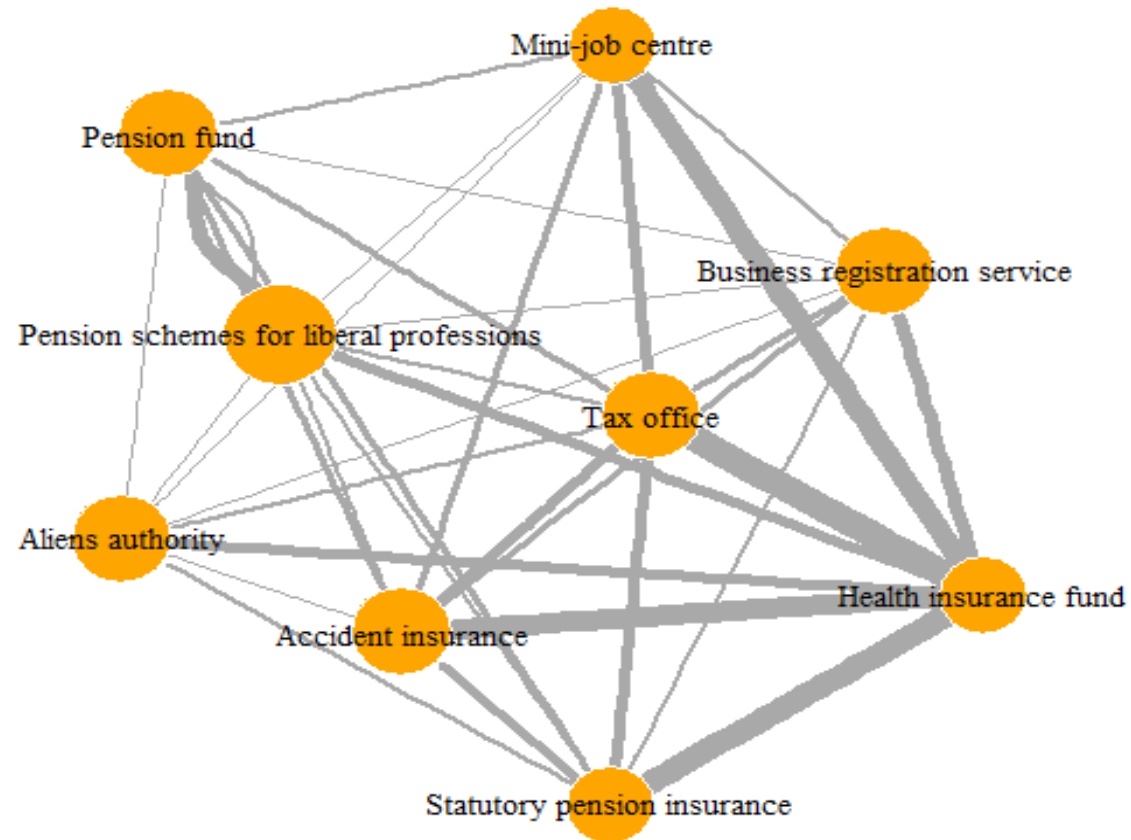 Mini-job centre
Pension fund
Business registration service
Pension schemes for liberal professions
Tax office
Aliens authority
Health insurance fund
Accident insurance
Statutory pension insurance